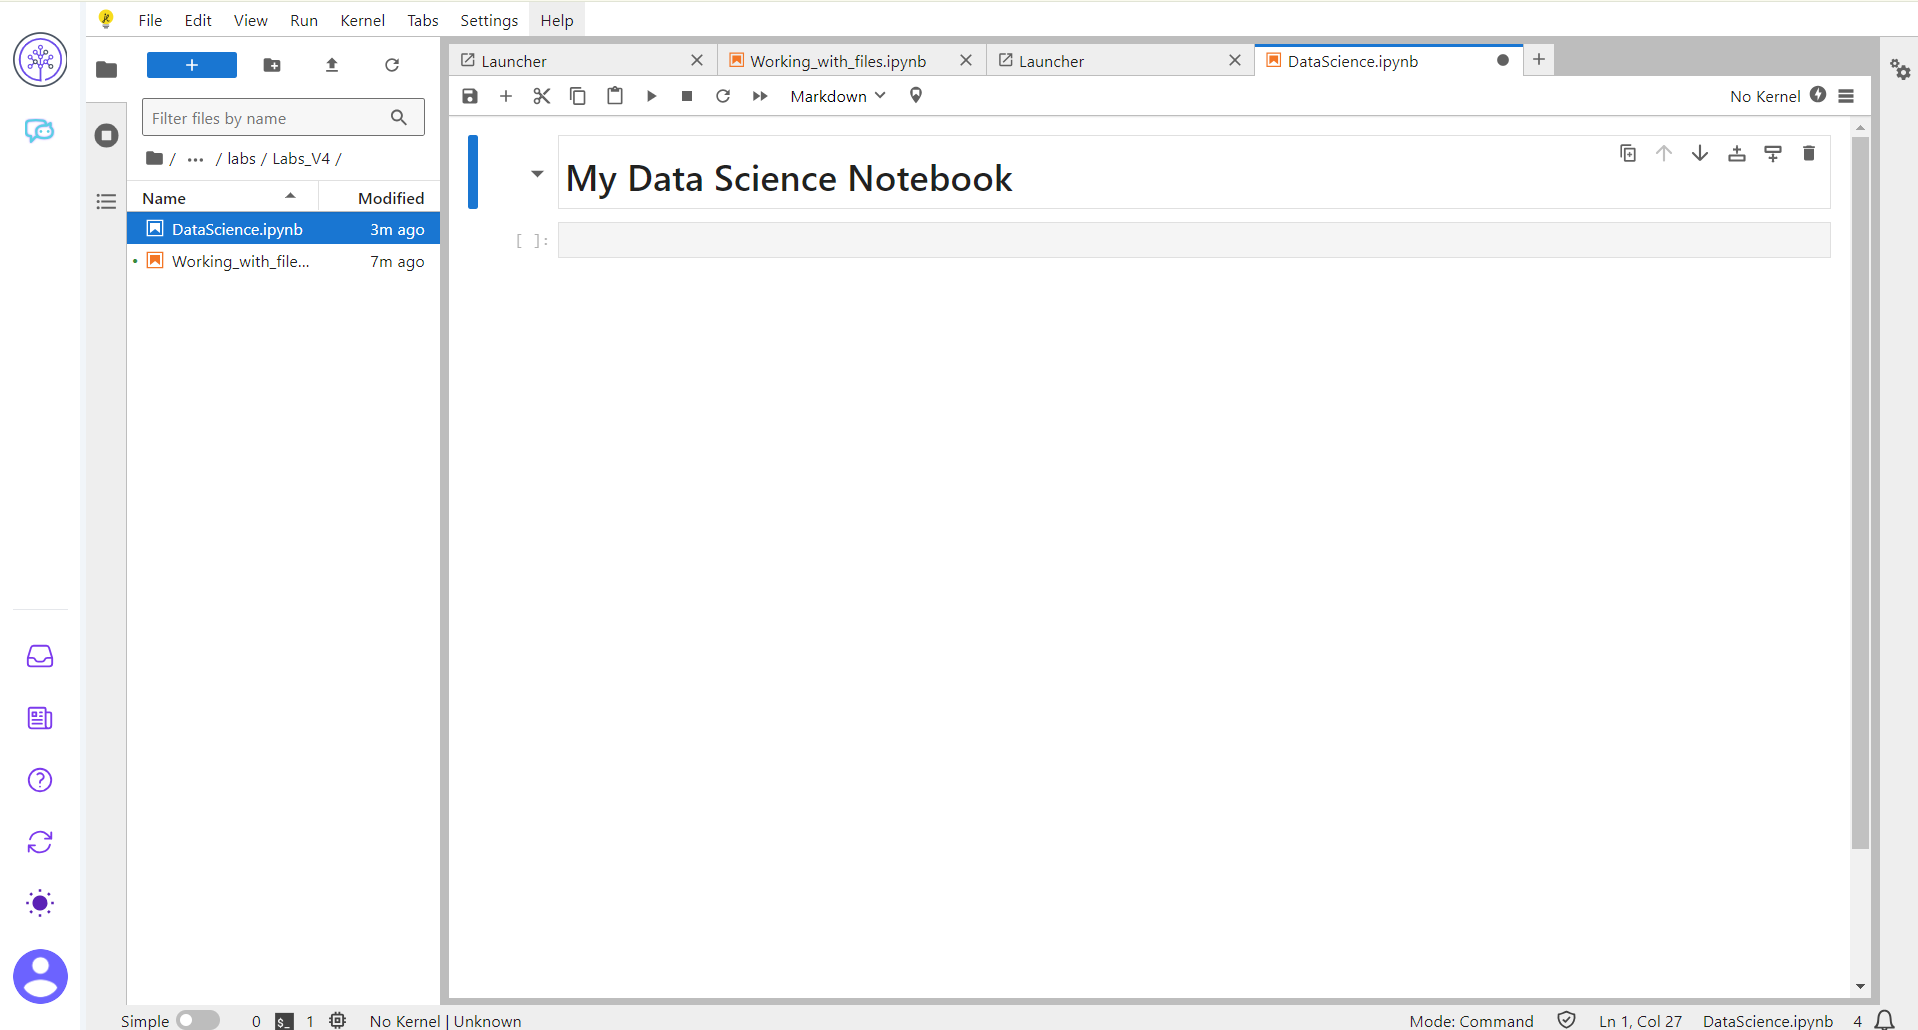 File Edit View Run Kernel Tabs Settings Help
Filter files by name
/ ··· / labs / Labs_V4 /
Name Modified
DataScience.ipynb 3m ago
Working_with_file... 7m ago
Launcher Working_with_files.ipynb Launcher DataScience.ipynb
Markdown No Kernel
My Data Science Notebook
[ ]:
Simple 0 $_ 1 No Kernel | Unknown Mode: Command Ln 1, Col 27 DataScience.ipynb 4